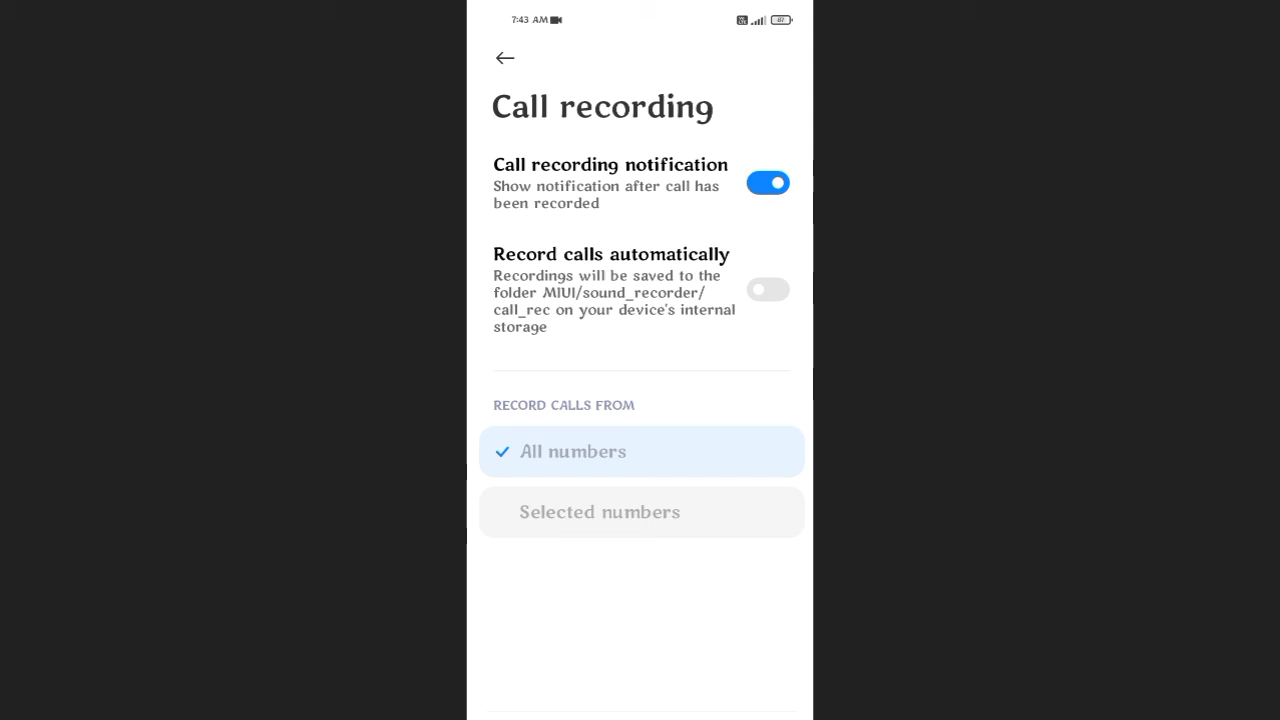 7:43 AM
87
Call recording
Call recording notification
Show notification after call has
been recorded
Record calls automatically
Recordings will be saved to the
folder MIUI/sound_recorder/
call_rec on your device's internal
storage
RECORD CALLS FROM
All numbers
Selected numbers